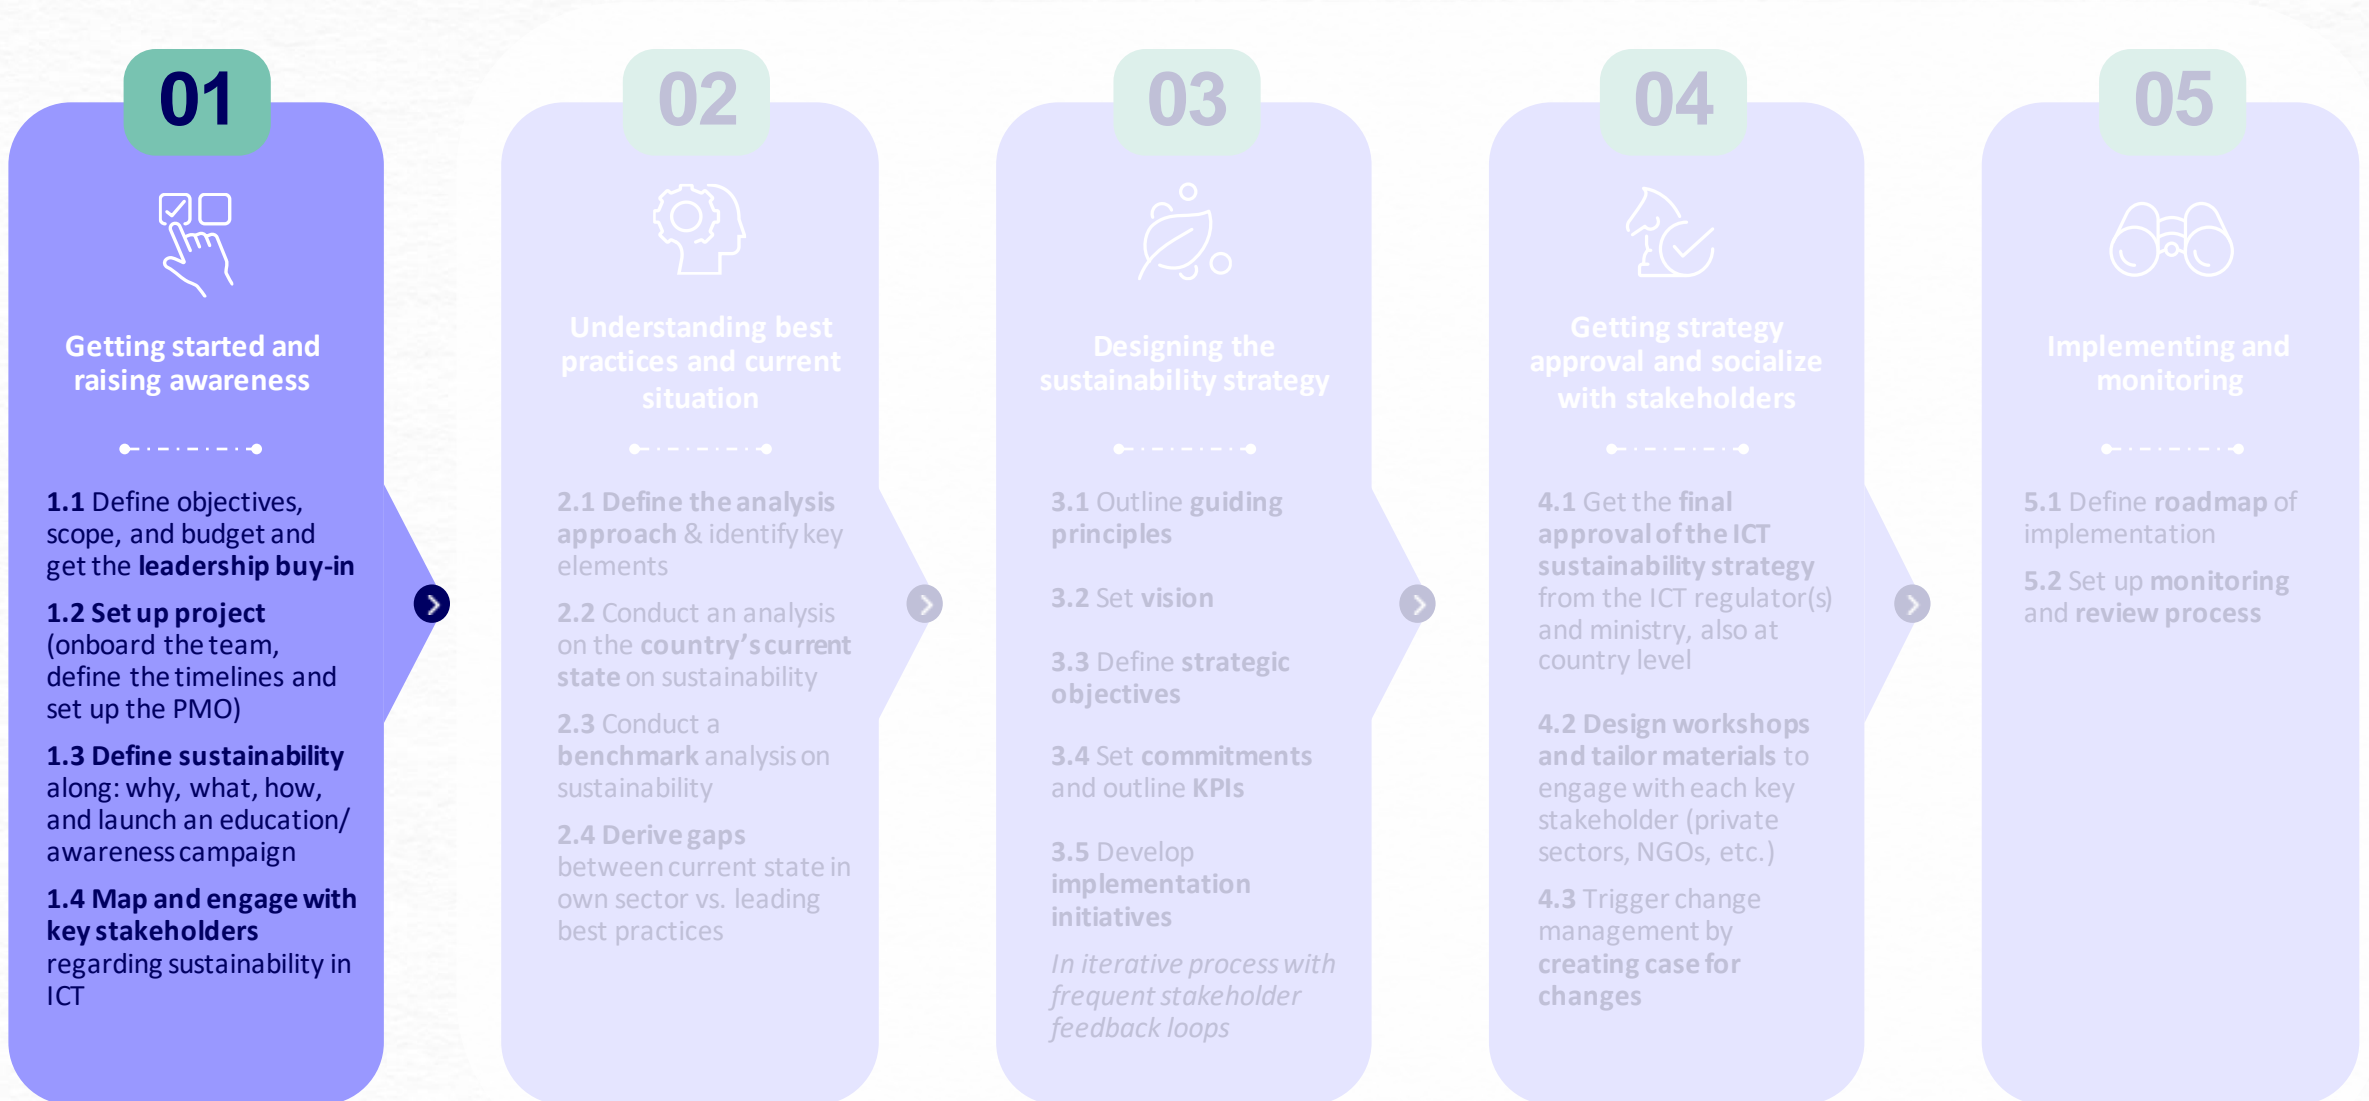 01
Getting started and
raising awareness
1.1 Define objectives,
scope, and budget and
get the leadership buy-in
1.2 Set up project
(onboard the team,
define the timelines and
set up the PMO)
1.3 Define sustainability
along: why, what, how,
and launch an education/
awareness campaign
1.4 Map and engage with
key stakeholders
regarding sustainability in
ICT
02
Understanding best
practices and current
situation
2.1 Define the analysis
approach & identify key
elements
2.2 Conduct an analysis
on the country’s current
state on sustainability
2.3 Conduct a
benchmark analysis on
sustainability
2.4 Derive gaps
between current state in
own sector vs. leading
best practices
03
Designing the
sustainability strategy
3.1 Outline guiding
principles
3.2 Set vision
3.3 Define strategic
objectives
3.4 Set commitments
and outline KPIs
3.5 Develop
implementation
initiatives
In iterative process with
frequent stakeholder
feedback loops
04
Getting strategy
approval and socialize
with stakeholders
4.1 Get the final
approval of the ICT
sustainability strategy
from the ICT regulator(s)
and ministry, also at
country level
4.2 Design workshops
and tailor materials to
engage with each key
stakeholder (private
sectors, NGOs, etc.)
4.3 Trigger change
management by
creating case for
changes
05
Implementing and
monitoring
5.1 Define roadmap of
implementation
5.2 Set up monitoring
and review process